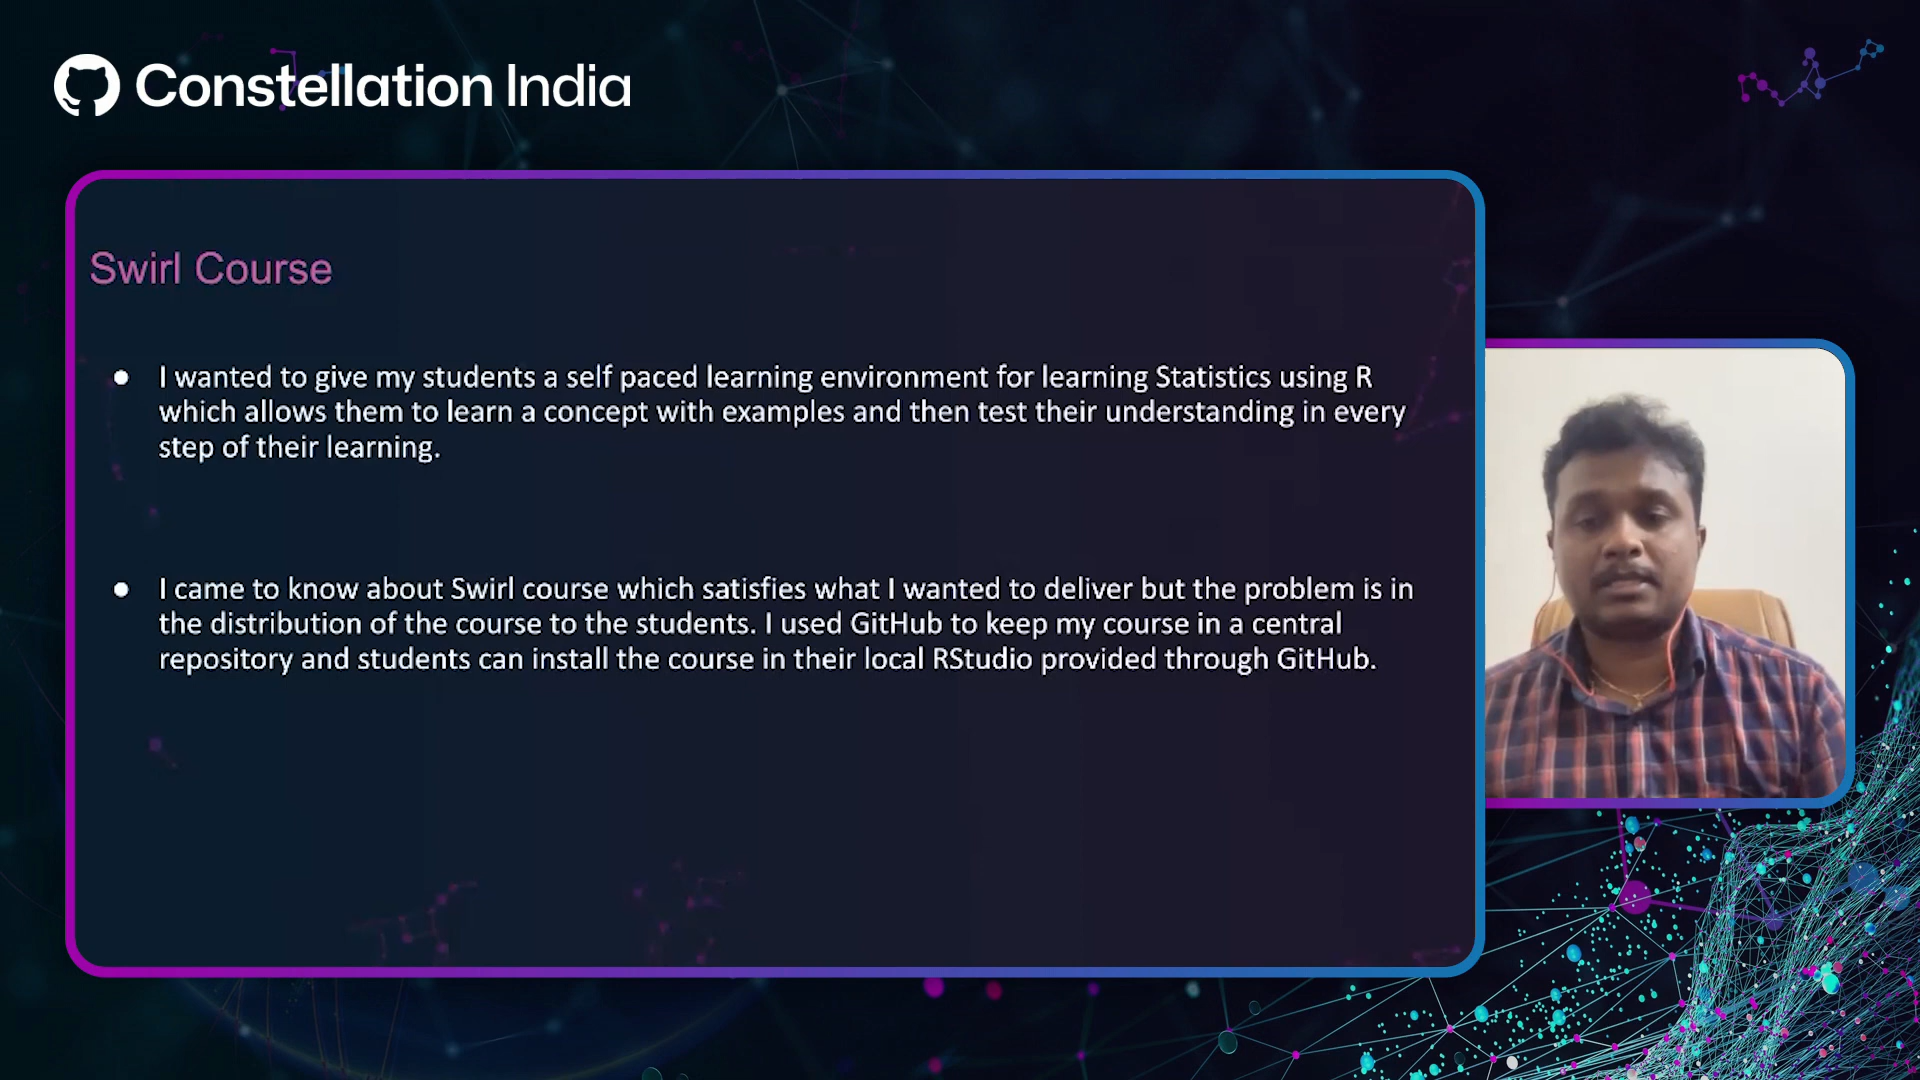 Constellation India
Swirl Course
I wanted to give my students a self paced learning environment for learning Statistics using R
which allows them to learn a concept with examples and then test their understanding in every
step of their learning.
I came to know about Swirl course which satisfies what I wanted to deliver but the problem is in
the distribution of the course to the students. I used GitHub to keep my course in a central
repository and students can install the course in their local RStudio provided through GitHub.